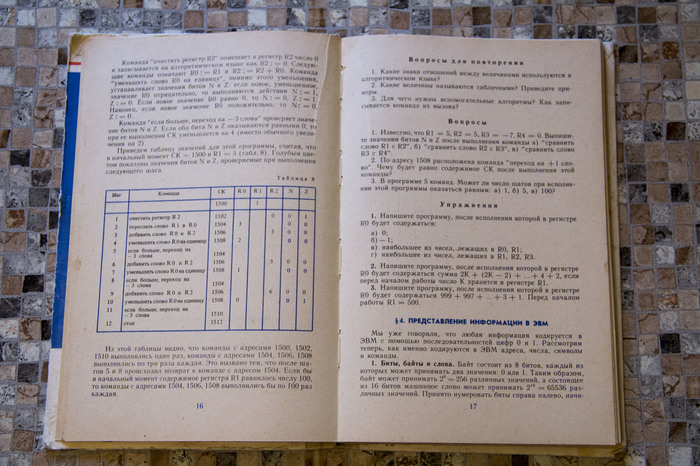 Команда "очистить регистр R2" помещает в регистр R2 число 0
и записывается на алгоритмическом языке как R2 := 0. Следую-
щие команды означают R0 := R1 и R2 := R2 + R0. Команда
"уменьшить слово R0 на единицу", помимо этого уменьшения,
устанавливает значения битов N и Z: если новое, уменьшенное,
значение R0 отрицательно, то выполняются действия N := 1,
Z := 0. Если новое значение R0 равно 0, то N := 0, Z := 1.
Наконец, если новое значение R0 положительно, то N := 0,
Z := 0.
Команда "если больше, переход на — 3 слова" проверяет значе-
ние битов N и Z. Если оба бита N и Z оказываются равными 0, то
при ее выполнении СК уменьшается на 4 (вместо обычного увеличе-
ния на 2).
Приведем таблицу значений для этой программы, считая, что
в начальный момент СК = 1500 и R1 = 3 (табл. 8). Голубым цве-
том показаны значения битов N и Z, проверяемые при выполнении
следующего шага.
Таблица 8
Шаг Команда СК R0 R1 R2 N Z
1500 3
1 очистить регистр R2 1502 0 0 1
2 переслать слово R1 в R0 1504 3
3 добавить слово R0 к R2 1506 3 0 0
4 уменьшить слово R0 на единицу 1508 2 0 0
5 если больше, переход на
— 3 слова 1504
6 добавить слово R0 к R2 1506 5 0 0
7 уменьшить слово R0 на единицу 1508 1 0 0
8 если больше, переход на
— 3 слова 1504
9 добавить слово R0 к R2 1506 6 0 0
10 уменьшить слово R0 на единицу 1508 0 0 1
11 если больше, переход на
— 3 слова 1510
12 стоп 1512
Из этой таблицы видно, что команды с адресами 1500, 1502,
1510 выполнялись один раз, команды с адресами 1504, 1506, 1508
выполнялись по три раза каждая. Это вызвано тем, что после ша-
гов 5 и 8 происходил возврат к команде с адресом 1504. Если бы
в начальный момент содержимое регистра R1 равнялось числу 100,
то команды с адресами 1504, 1506, 1508 выполнились бы по 100 раз
каждая.
16
Вопросы для повторения
1. Какие знаки отношений между величинами используются в
алгоритмическом языке?
2. Какие величины называются табличными? Приведите при-
меры.
3. Для чего нужны вспомогательные алгоритмы? Как запи-
сывается команда их вызова?
Вопросы
1. Известно, что R1 = 5, R2 = 5, R3 = —7, R4 = 0. Выпиши-
те значения битов N и Z после выполнения команды а) "сравнить
слово R1 с R2", б) "сравнить слово R2 с R3", в) "сравнить слово
R3 с R4".
2. По адресу 1508 расположена команда "переход на +1 сло-
во". Чему будет равно содержимое СК после выполнения этой
команды?
3. В программе 5 команд. Может ли число шагов при исполне-
нии этой программы оказаться равным: а) 1, б) 5, в) 100?
Упражнения
1. Напишите программу, после исполнения которой в регистре
R0 будет содержаться:
а) 0;
б) —1;
в) наибольшее из чисел, лежащих в R0, R1;
г) наибольшее из чисел, лежащих в R1, R2, R3.
2. Напишите программу, после исполнения которой в регистре
R0 будет содержаться сумма 2K + (2K — 2) + ... + 4 + 2, если
перед началом работы число K хранится в регистре R1.
3. Напишите программу, после исполнения которой в регистре
R0 будет содержаться 999 + 997 + ... + 3 + 1. Перед началом
работы R1 = 500.
§4. ПРЕДСТАВЛЕНИЕ ИНФОРМАЦИИ В ЭВМ
Мы уже говорили, что любая информация кодируется в
ЭВМ с помощью последовательностей цифр 0 и 1. Рассмотрим
теперь, как именно кодируются в ЭВМ адреса, числа, символы
и команды.
1. Биты, байты и слова. Байт состоит из 8 битов, каждый из
которых может принимать два значения: 0 или 1. Таким образом,
байт может принимать 2⁸ = 256 различных значений, а состоящее
из 16 битов машинное слово может принимать 2¹⁶ = 65536 раз-
личных значений. Принято нумеровать биты справа налево, начи-
17